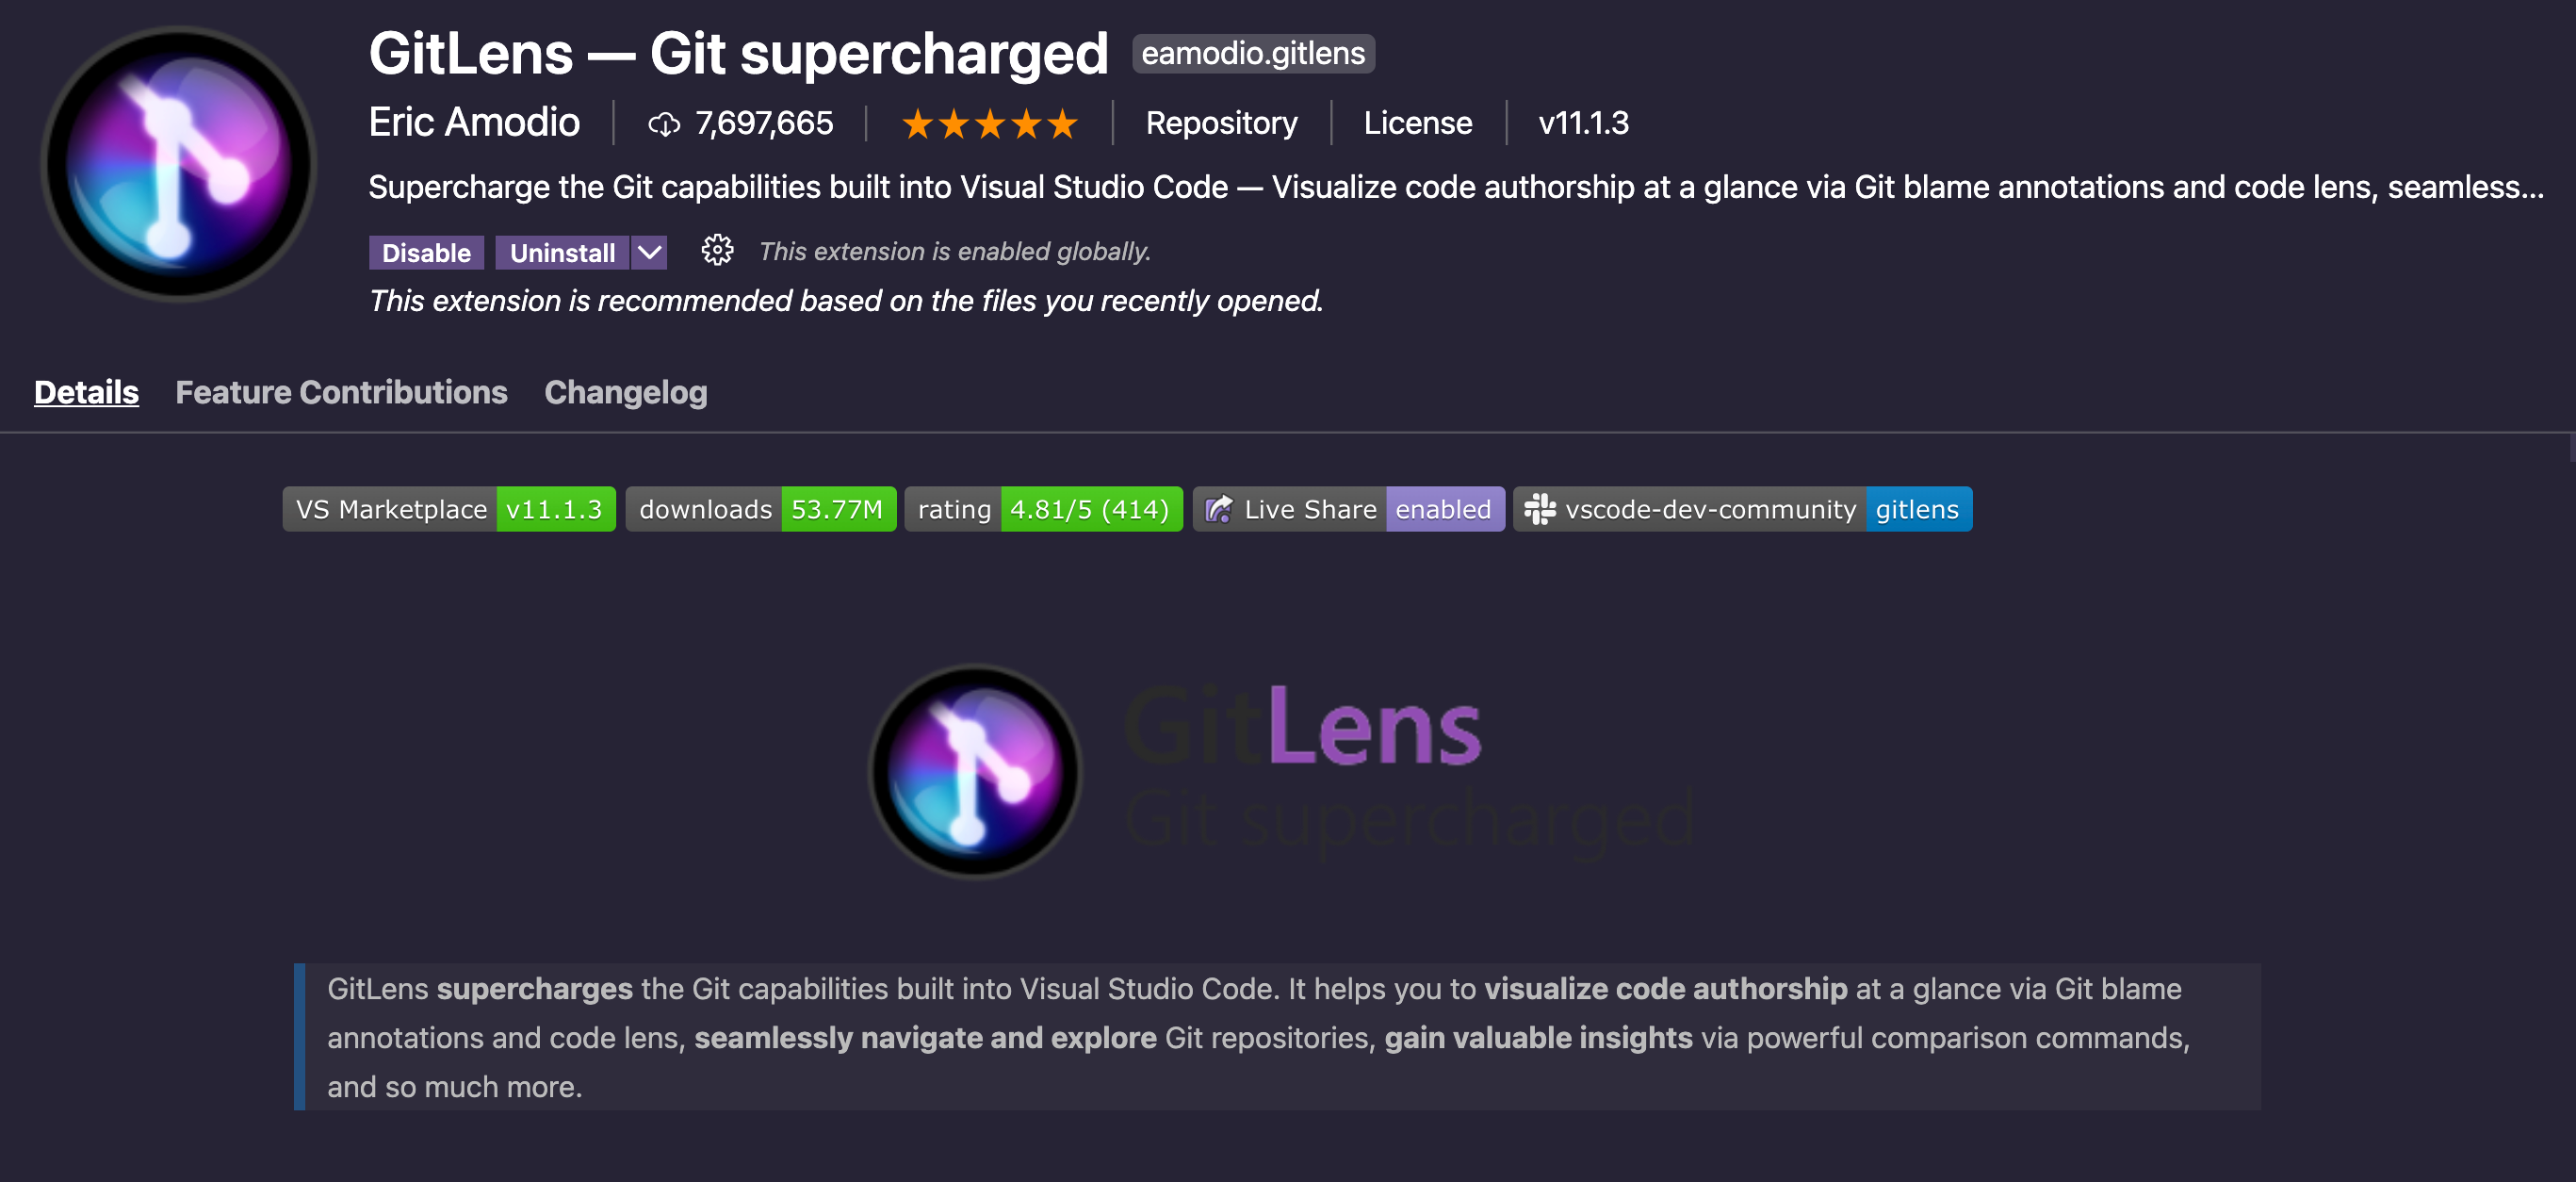 GitLens — Git supercharged eamodio.gitlens
Eric Amodio 7,697,665 ★★★★★ Repository License v11.1.3
Supercharge the Git capabilities built into Visual Studio Code — Visualize code authorship at a glance via Git blame annotations and code lens, seamless...
Disable Uninstall This extension is enabled globally.
This extension is recommended based on the files you recently opened.
Details Feature Contributions Changelog
VS Marketplace v11.1.3 downloads 53.77M rating 4.81/5 (414) Live Share enabled vscode-dev-community gitlens
GitLens
Git supercharged
GitLens supercharges the Git capabilities built into Visual Studio Code. It helps you to visualize code authorship at a glance via Git blame
annotations and code lens, seamlessly navigate and explore Git repositories, gain valuable insights via powerful comparison commands,
and so much more.